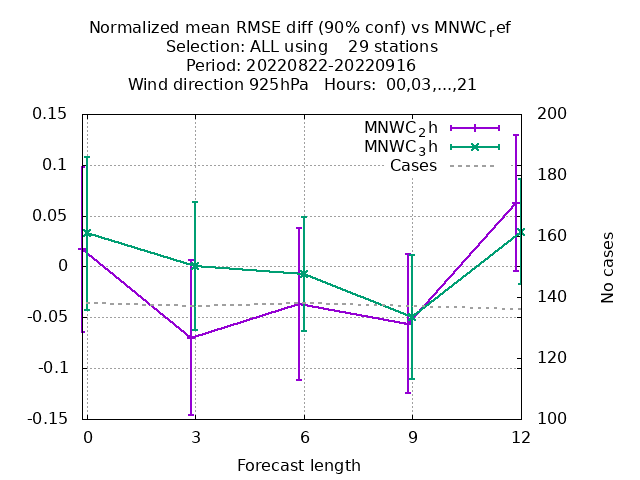 Normalized mean RMSE diff (90% conf) vs MNWC_ref
Selection: ALL using    29 stations
Period: 20220822-20220916
Wind direction 925hPa   Hours:  00,03,...,21
0.15
0.1
0.05
0
-0.05
-0.1
-0.15
200
180
160
140
120
100
MNWC_2h
MNWC_3h
Cases
No cases
0 3 6 9 12
Forecast length